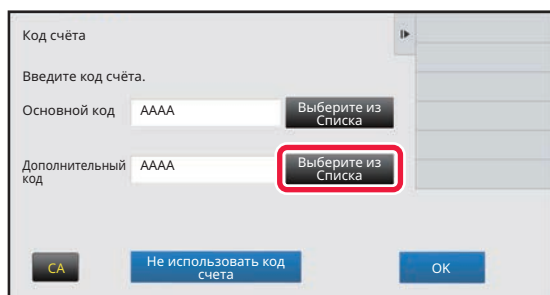 Код счёта
Введите код счёта.
Основной код
AAAA
Выберите из
Списка
Дополнительный
код
AAAA
Выберите из
Списка
CA
Не использовать код
счета
OK